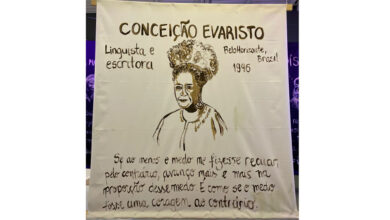 CONCEIÇÃO EVARISTO
Linguista e
escritora
Belo Horizonte,
Brazil
1946
Se ao menos o medo me fizesse recuar,
pelo contrário, avanço mais e mais na
proporção desse medo. É como se o medo
fosse uma coragem ao contrário.